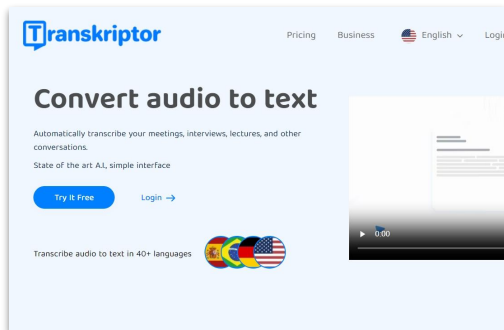 Transkriptor
Pricing Business English Login
Convert audio to text
Automatically transcribe your meetings, interviews, lectures, and other
conversations.
State of the art A.I., simple interface
Try It Free Login →
0:00
Transcribe audio to text in 40+ languages